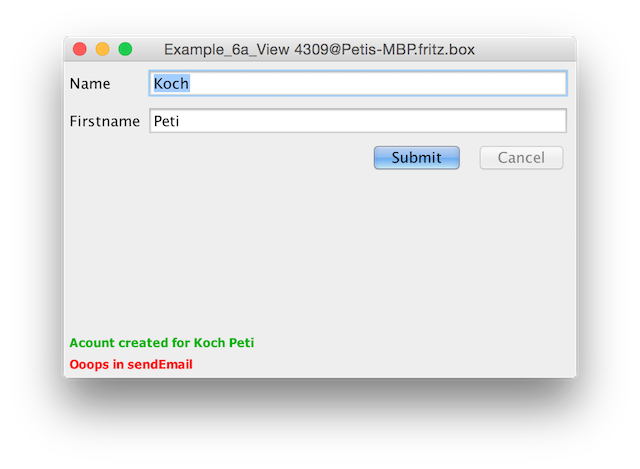 Example_6a_View 4309@Petis-MBP.fritz.box
Name Koch
Firstname Peti
Submit Cancel
Acount created for Koch Peti
Ooops in sendEmail